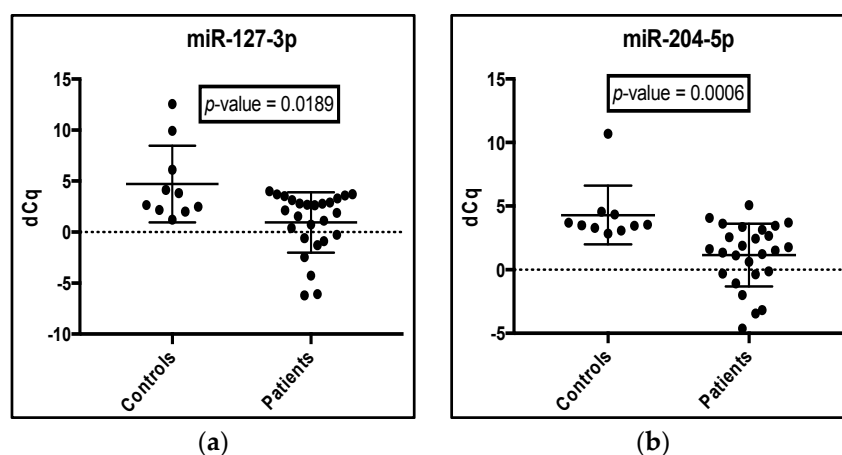 miR-127-3p
p-value = 0.0189
dCq
15
10
5
0
-5
-10
Controls
Patients
(a)
miR-204-5p
p-value = 0.0006
dCq
15
10
5
0
-5
Controls
Patients
(b)